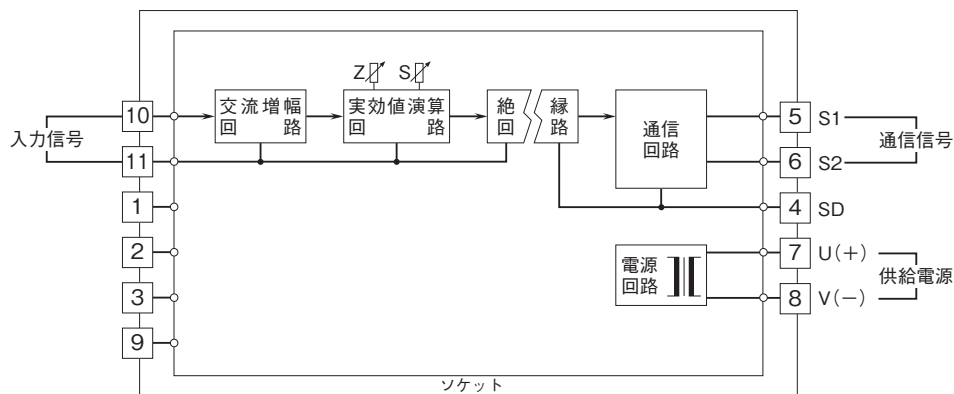 Z S
交流増幅回路
実効値演算回路
絶縁回路
通信回路
入力信号
10
11
1
2
3
9
5 S1
6 S2
通信信号
4 SD
電源回路
7 U(+)
8 V(−)
供給電源
ソケット